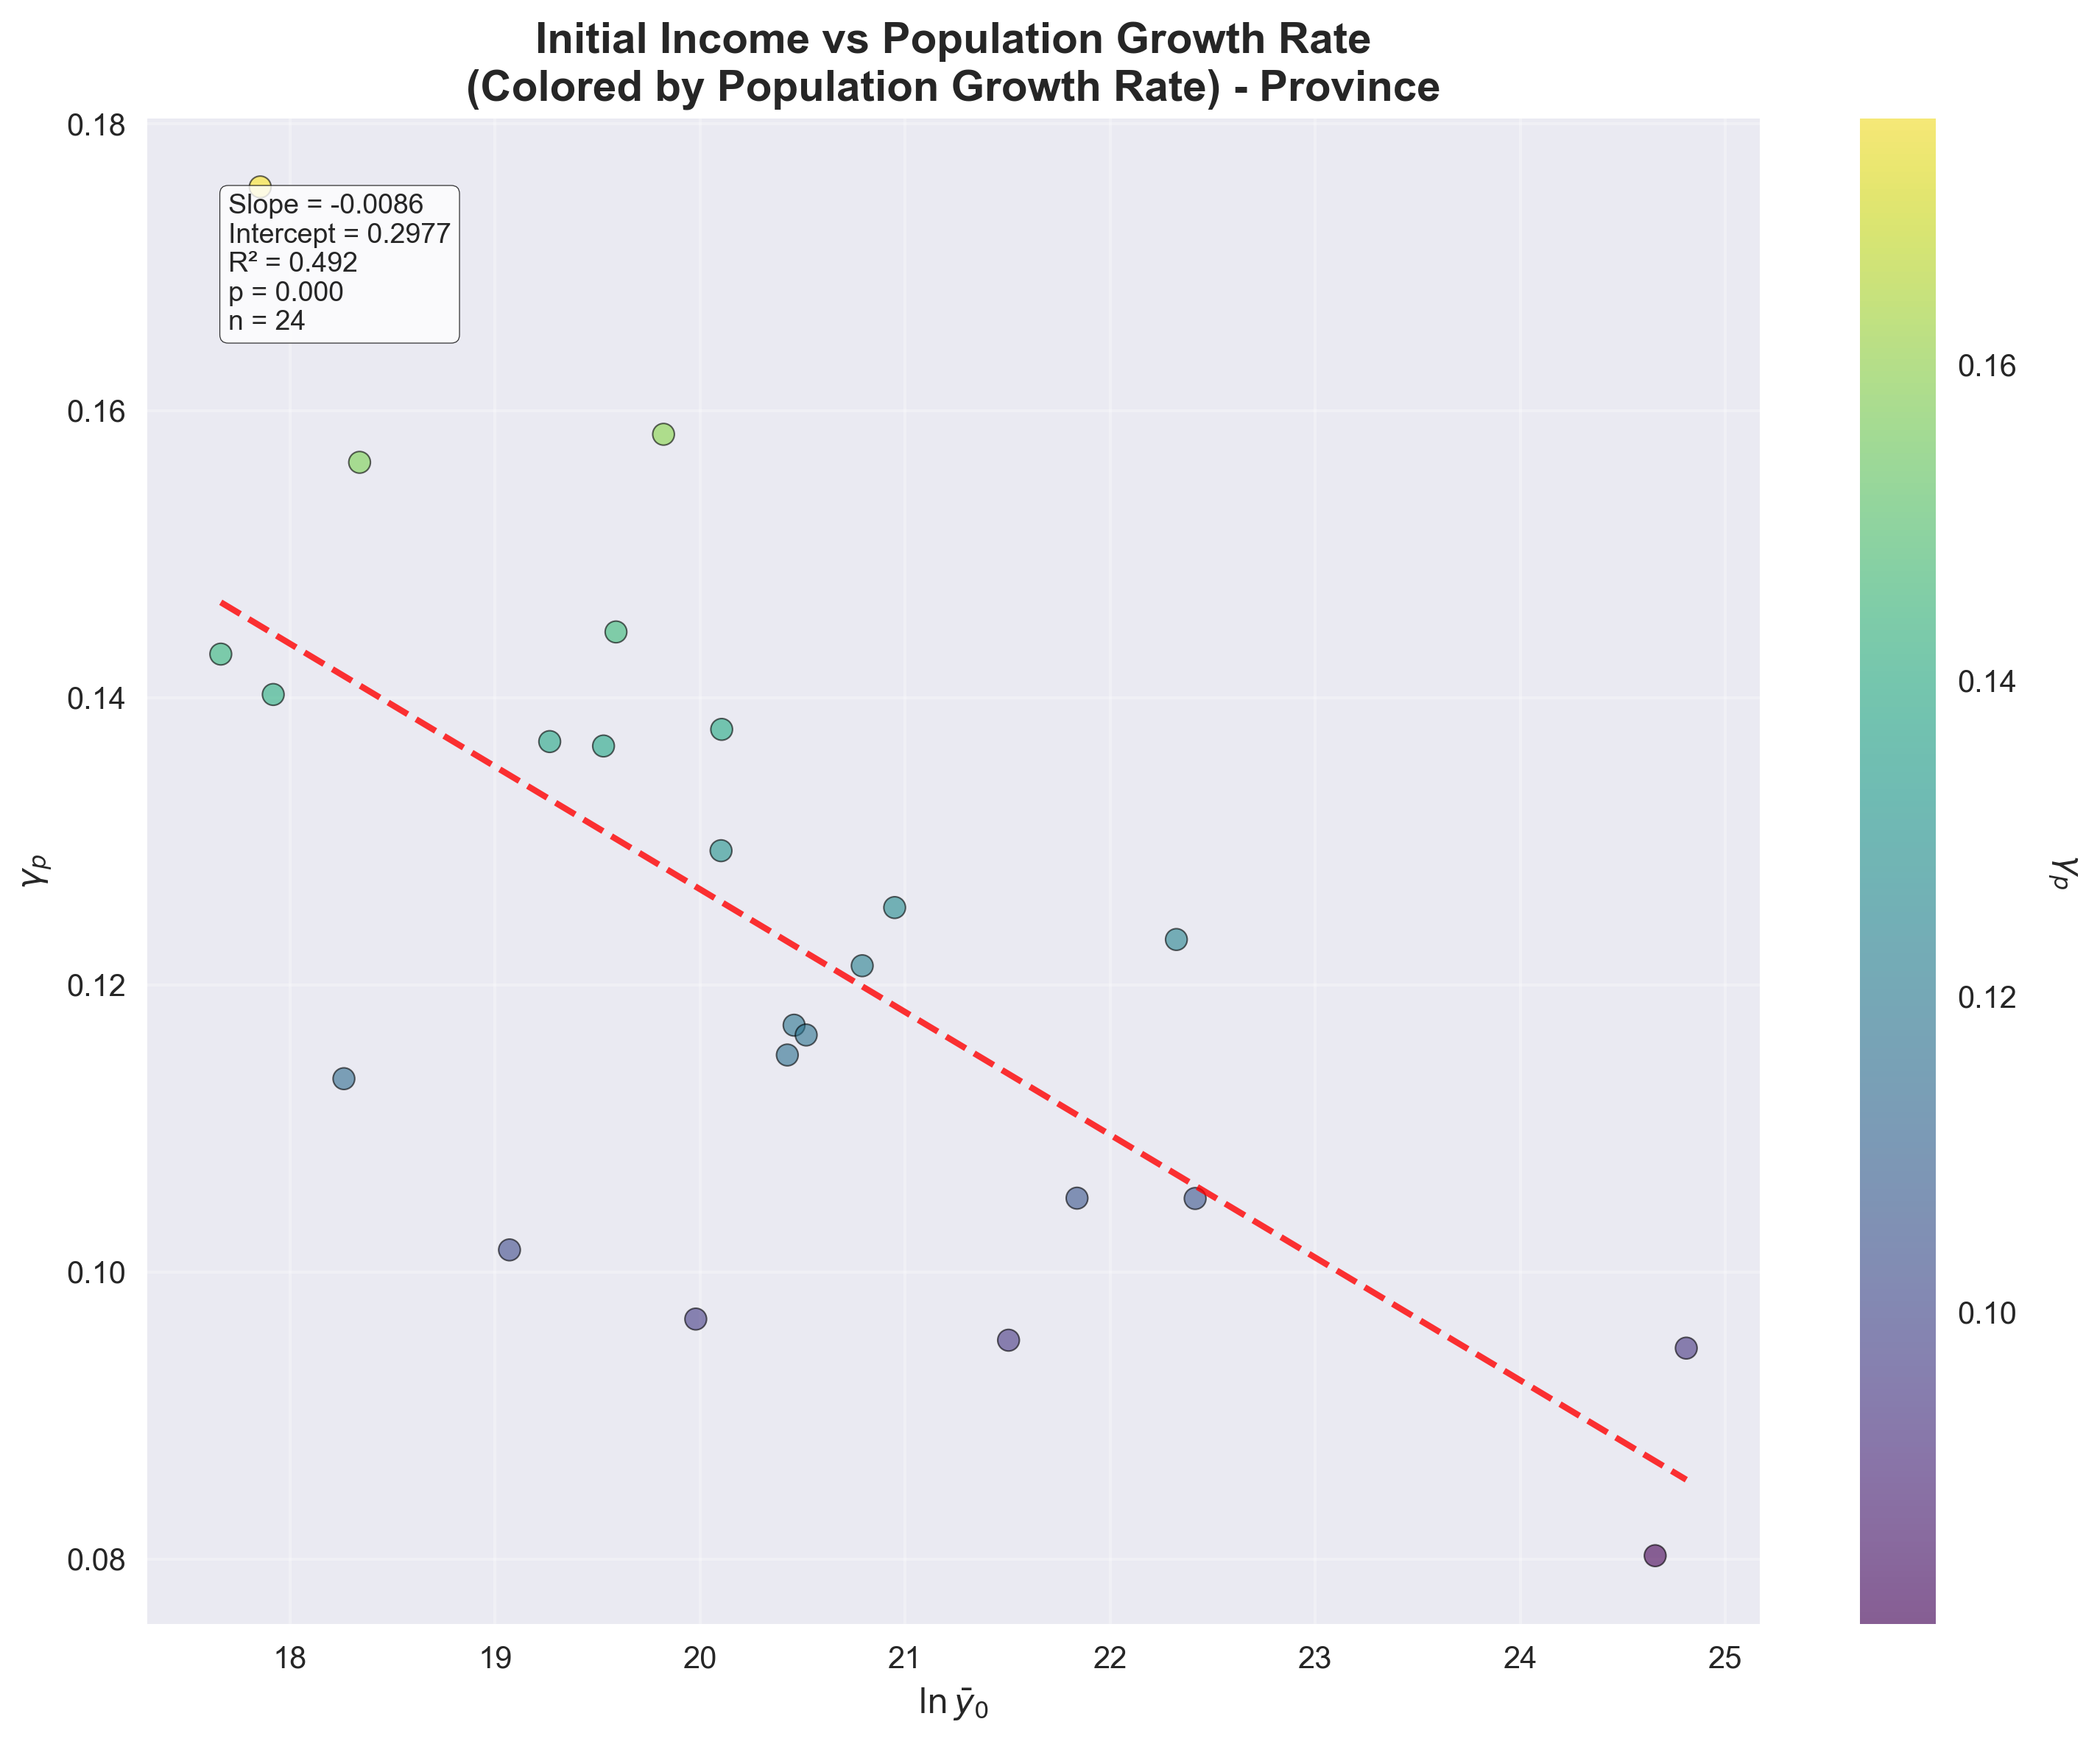 Initial Income vs Population Growth Rate
(Colored by Population Growth Rate) - Province
0.18
0.16
0.14
0.12
0.10
0.08
γₚ
Slope = -0.0086
Intercept = 0.2977
R² = 0.492
p = 0.000
n = 24
18 19 20 21 22 23 24 25
ln ȳ₀
0.16
0.14
0.12
0.10
γₚ